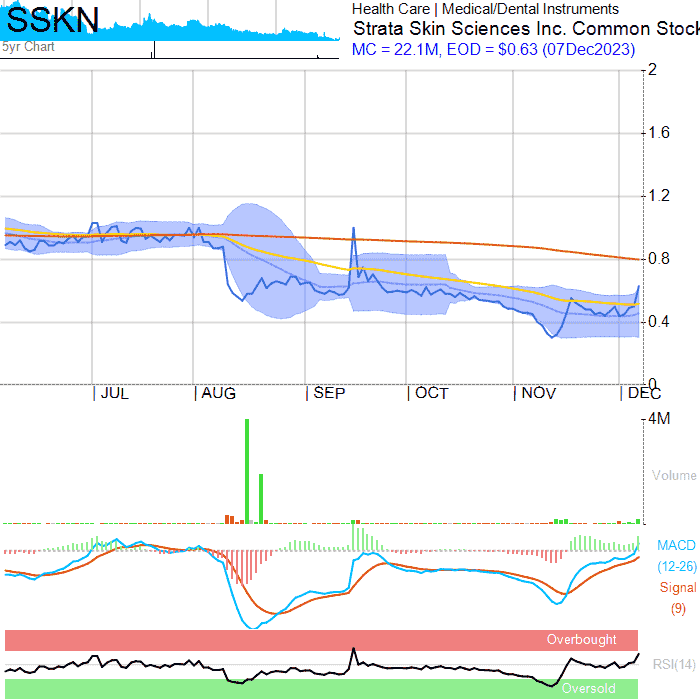 SSKN
Health Care | Medical/Dental Instruments
Strata Skin Sciences Inc. Common Stock
5yr Chart
MC = 22.1M, EOD = $0.63 (07Dec2023)
2
1.6
1.2
0.8
0.4
0
JUL AUG SEP OCT NOV DEC
4M
Volume
MACD
(12-26)
Signal
(9)
Overbought
RSI(14)
Oversold